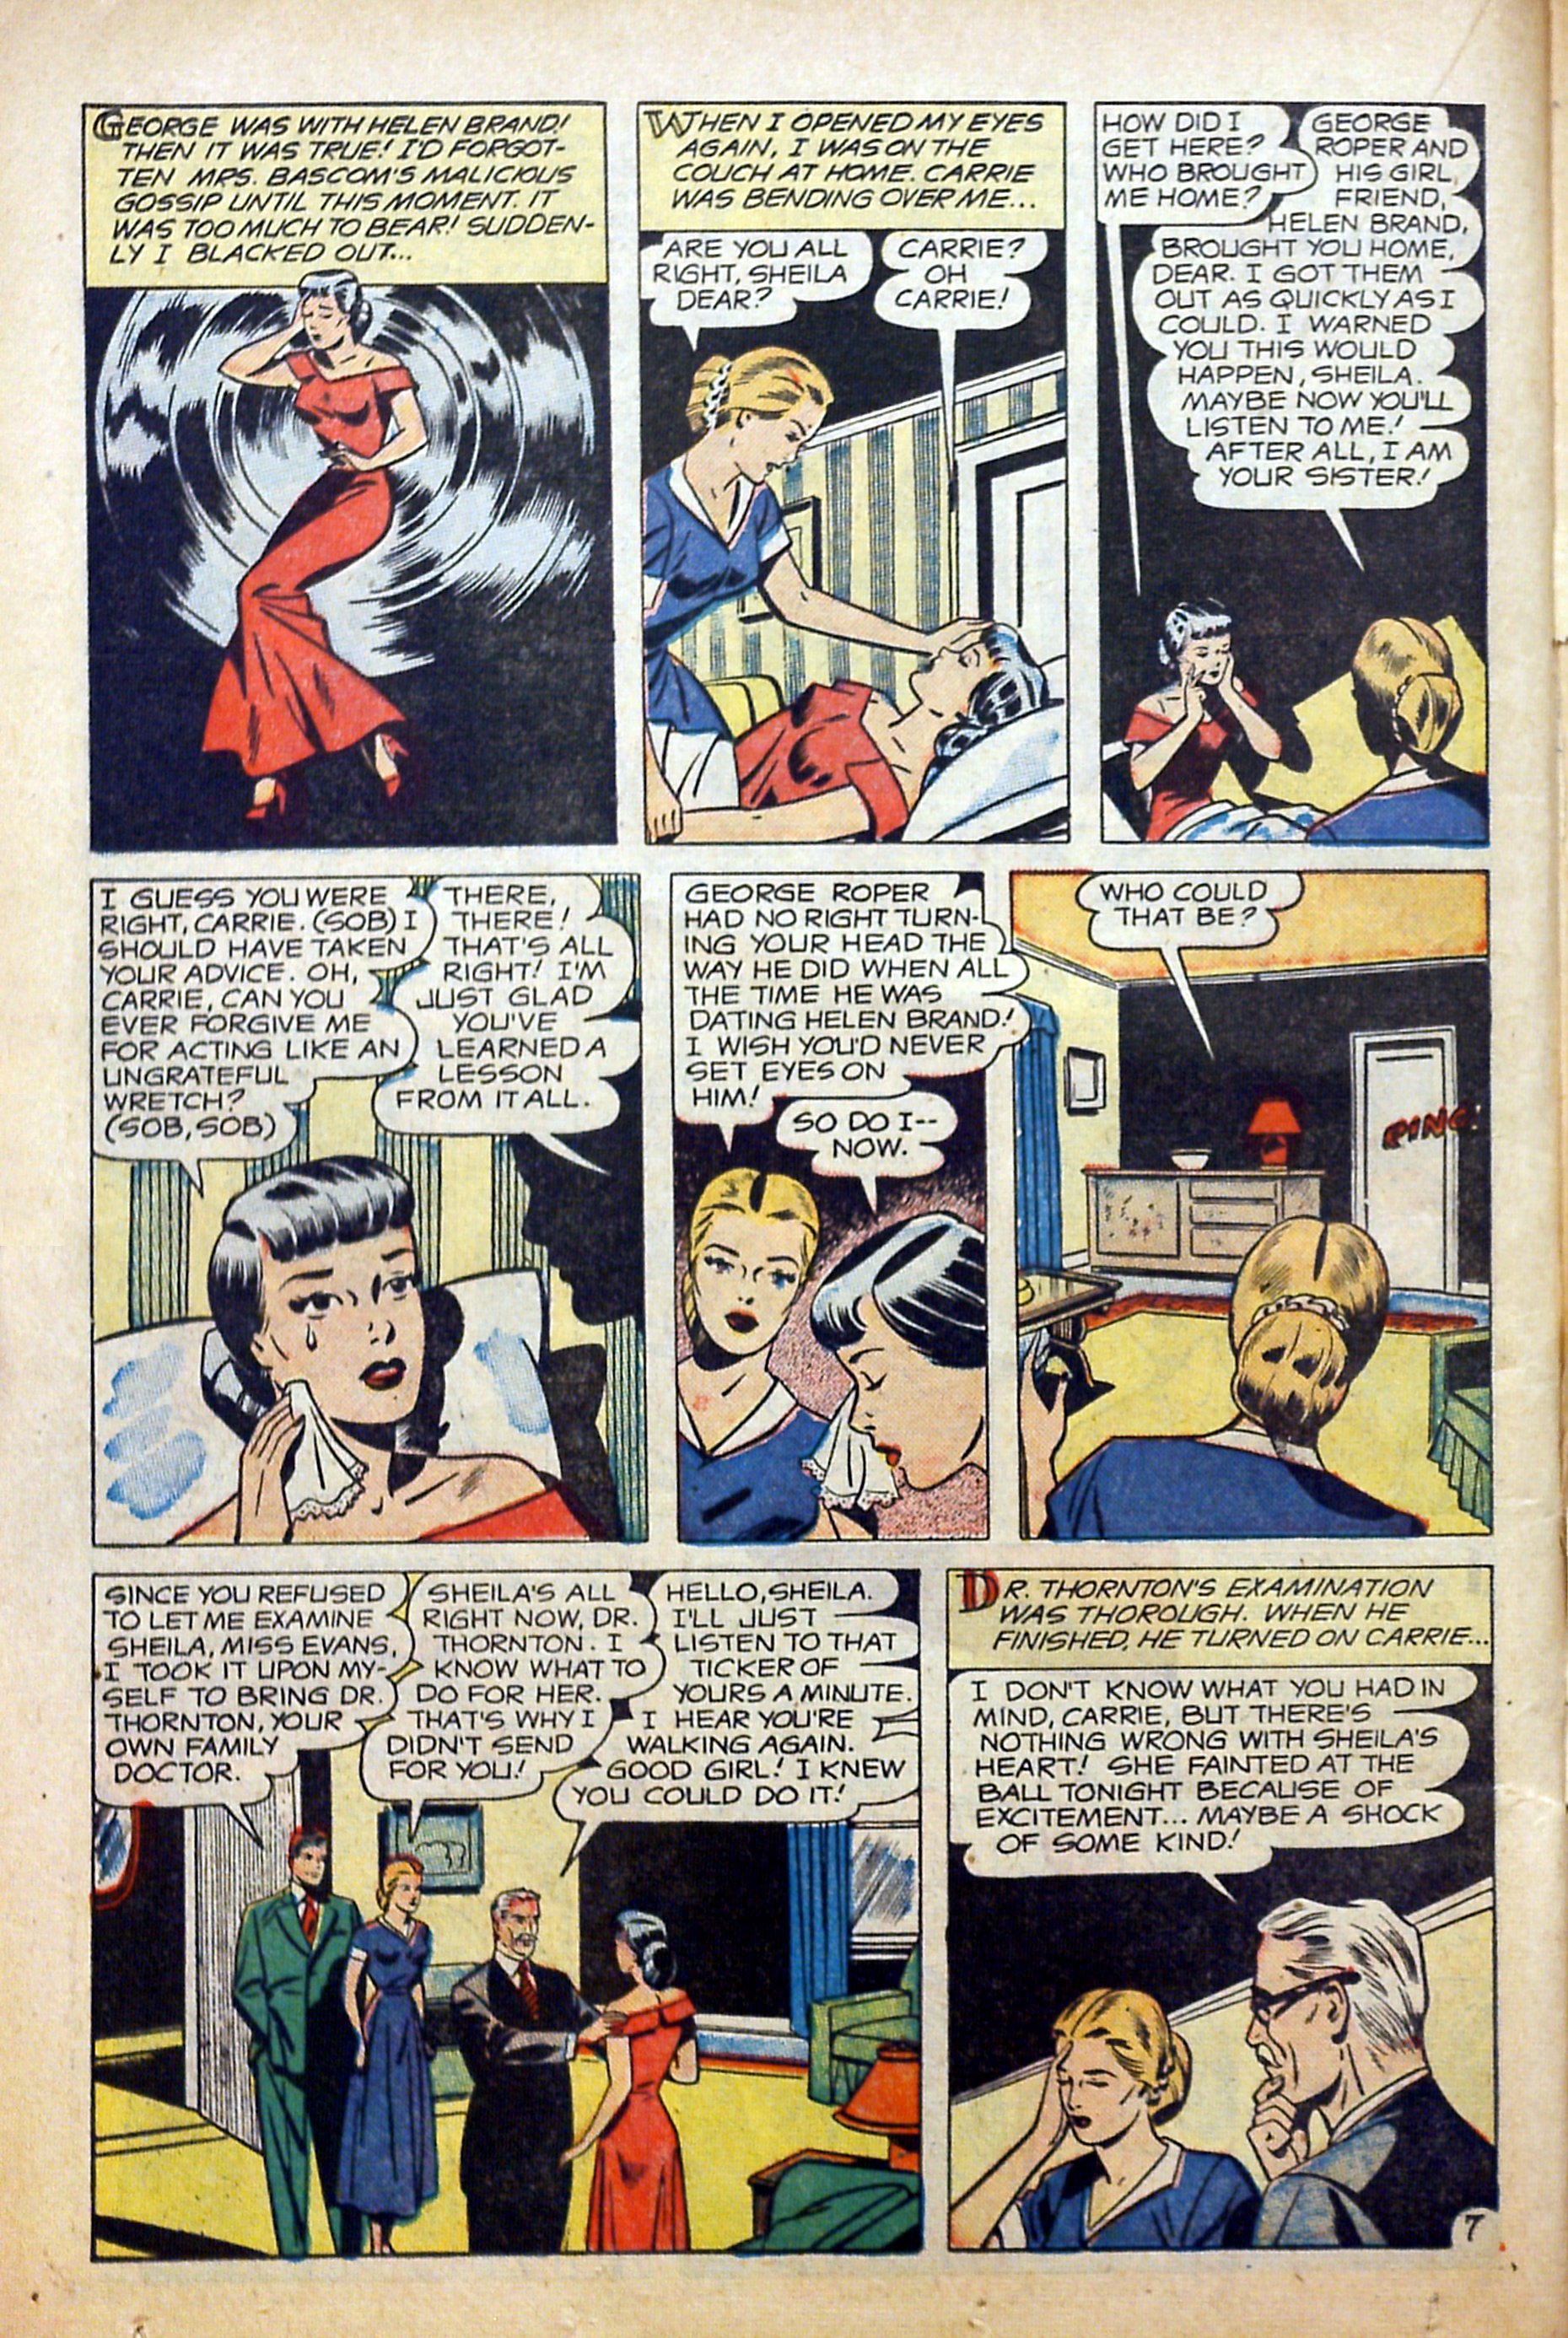 GEORGE WAS WITH HELEN BRAND!
THEN IT WAS TRUE! I'D FORGOT-
TEN MRS. BASCOM'S MALICIOUS
GOSSIP UNTIL THIS MOMENT. IT
WAS TOO MUCH TO BEAR! SUDDEN-
LY I BLACKED OUT...
WHEN I OPENED MY EYES
AGAIN, I WAS ON THE
COUCH AT HOME. CARRIE
WAS BENDING OVER ME...
ARE YOU ALL
RIGHT, SHEILA
DEAR?
CARRIE?
OH
CARRIE!
HOW DID I
GET HERE?
WHO BROUGHT
ME HOME?
GEORGE
ROPER AND
HIS GIRL
FRIEND,
HELEN BRAND,
BROUGHT YOU HOME,
DEAR. I GOT THEM
OUT AS QUICKLY AS I
COULD. I WARNED
YOU THIS WOULD
HAPPEN, SHEILA.
MAYBE NOW YOU'LL
LISTEN TO ME!
AFTER ALL, I AM
YOUR SISTER!
I GUESS YOU WERE
RIGHT, CARRIE. (SOB) I
SHOULD HAVE TAKEN
YOUR ADVICE. OH,
CARRIE, CAN YOU
EVER FORGIVE ME
FOR ACTING LIKE AN
UNGRATEFUL
WRETCH?
(SOB, SOB)
THERE,
THERE!
THAT'S ALL
RIGHT! I'M
JUST GLAD
YOU'VE
LEARNED A
LESSON
FROM IT ALL.
GEORGE ROPER
HAD NO RIGHT TURN-
ING YOUR HEAD THE
WAY HE DID WHEN ALL
THE TIME HE WAS
DATING HELEN BRAND!
I WISH YOU'D NEVER
SET EYES ON
HIM!
SO DO I--
NOW.
WHO COULD
THAT BE?
RING!
SINCE YOU REFUSED
TO LET ME EXAMINE
SHEILA, MISS EVANS,
I TOOK IT UPON MY-
SELF TO BRING DR.
THORNTON, YOUR
OWN FAMILY
DOCTOR.
SHEILA'S ALL
RIGHT NOW, DR.
THORNTON. I
KNOW WHAT TO
DO FOR HER.
THAT'S WHY I
DIDN'T SEND
FOR YOU!
HELLO, SHEILA.
I'LL JUST
LISTEN TO THAT
TICKER OF
YOURS A MINUTE.
I HEAR YOU'RE
WALKING AGAIN.
GOOD GIRL! I KNEW
YOU COULD DO IT!
DR. THORNTON'S EXAMINATION
WAS THOROUGH. WHEN HE
FINISHED, HE TURNED ON CARRIE...
I DON'T KNOW WHAT YOU HAD IN
MIND, CARRIE, BUT THERE'S
NOTHING WRONG WITH SHEILA'S
HEART! SHE FAINTED AT THE
BALL TONIGHT BECAUSE OF
EXCITEMENT... MAYBE A SHOCK
OF SOME KIND!
7